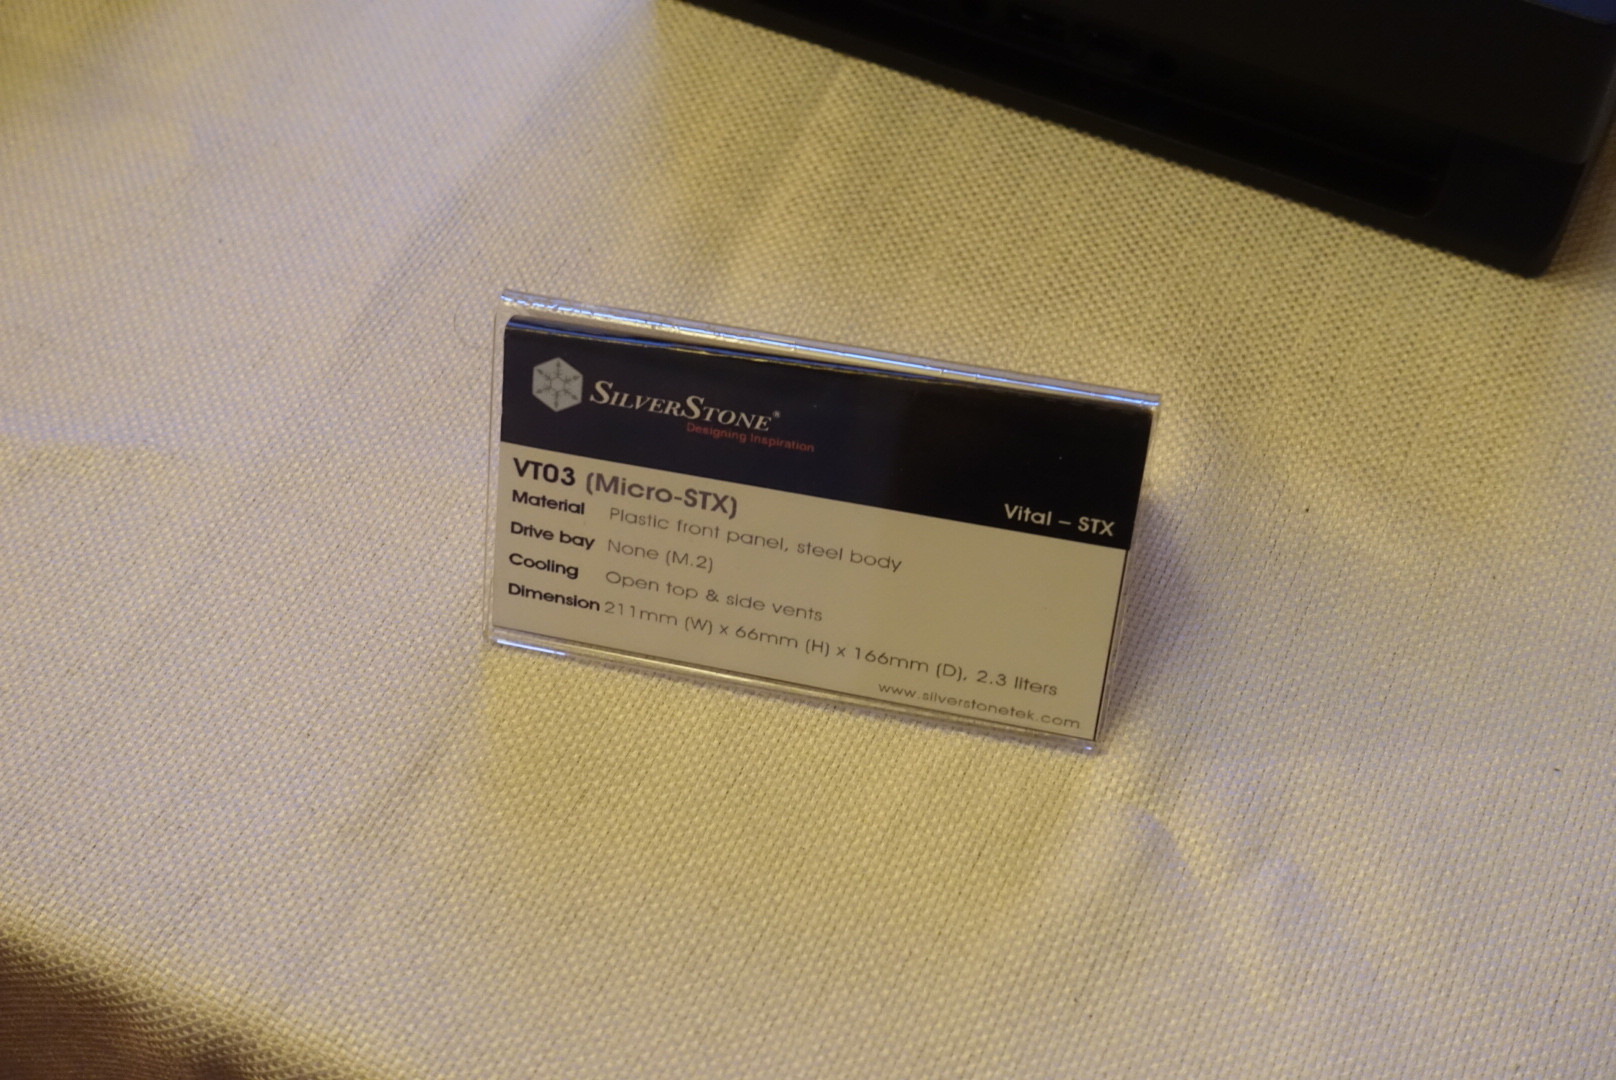 SILVERSTONE®
Designing Inspiration
Vital – STX
VT03 (Micro-STX)
Material Plastic front panel, steel body
Drive bay None (M.2)
Cooling Open top & side vents
Dimension 211mm (W) x 66mm (H) x 166mm (D), 2.3 liters
www.silverstonetek.com